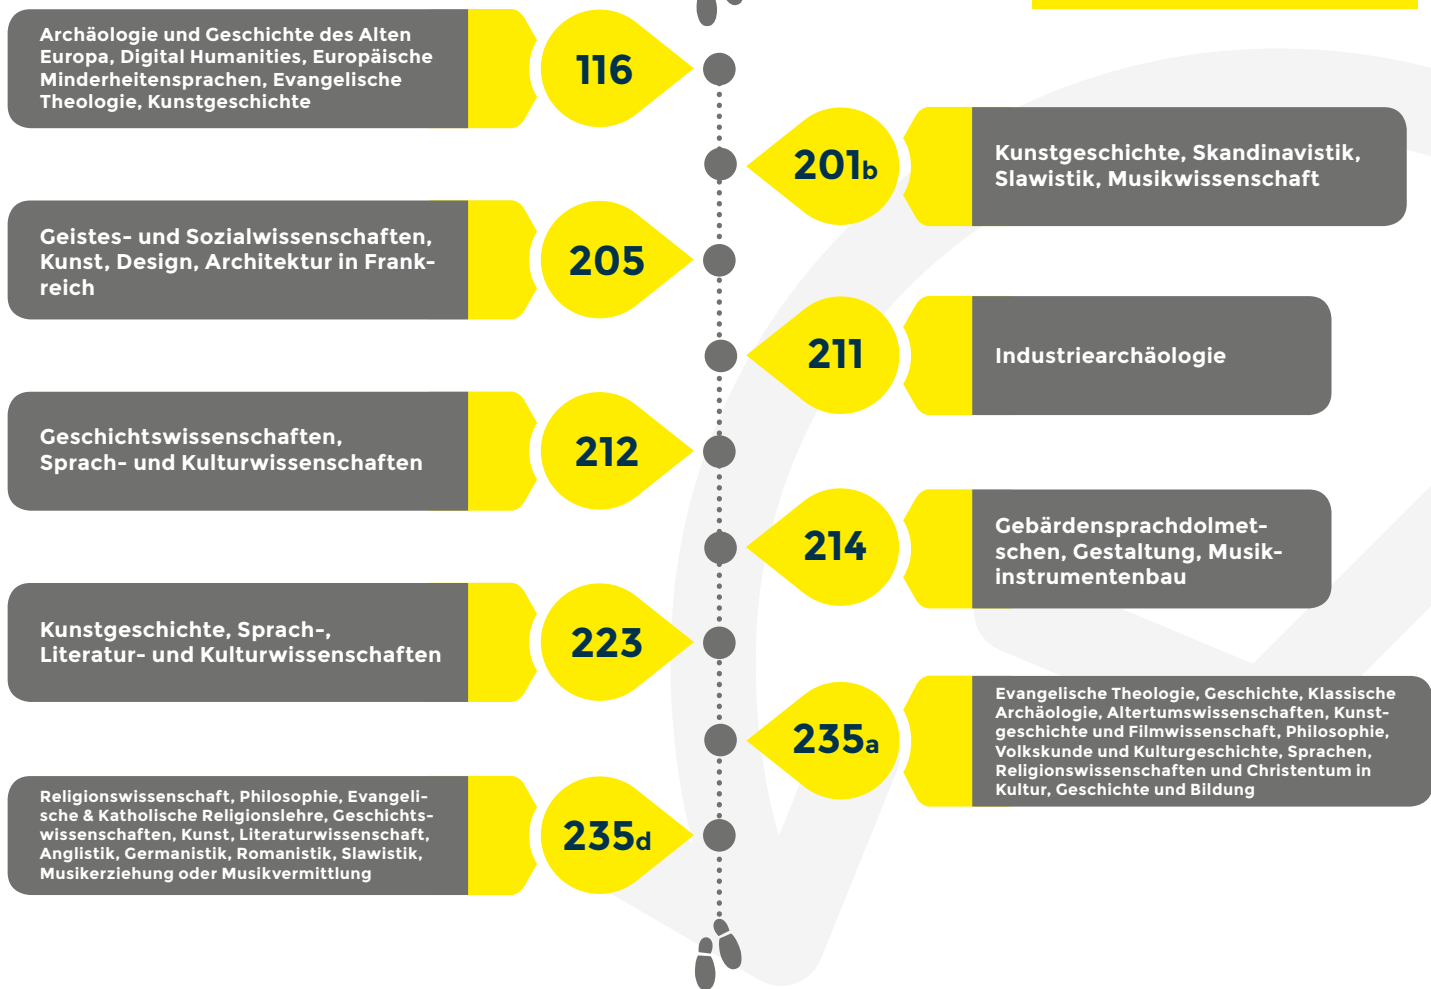 Archäologie und Geschichte des Alten
Europa, Digital Humanities, Europäische
Minderheitensprachen, Evangelische
Theologie, Kunstgeschichte
116
201b
Kunstgeschichte, Skandinavistik,
Slawistik, Musikwissenschaft
Geistes- und Sozialwissenschaften,
Kunst, Design, Architektur in Frank-
reich
205
211
Industriearchäologie
Geschichtswissenschaften,
Sprach- und Kulturwissenschaften
212
214
Gebärdensprachdolmet-
schen, Gestaltung, Musik-
instrumentenbau
Kunstgeschichte, Sprach-,
Literatur- und Kulturwissenschaften
223
235a
Evangelische Theologie, Geschichte, Klassische
Archäologie, Altertumswissenschaften, Kunst-
geschichte und Filmwissenschaft, Philosophie,
Volkskunde und Kulturgeschichte, Sprachen,
Religionswissenschaften und Christentum in
Kultur, Geschichte und Bildung
Religionswissenschaft, Philosophie, Evangeli-
sche & Katholische Religionslehre, Geschichts-
wissenschaften, Kunst, Literaturwissenschaft,
Anglistik, Germanistik, Romanistik, Slawistik,
Musikerziehung oder Musikvermittlung
235d